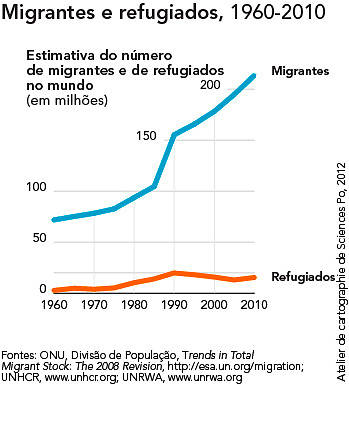 Migrantes e refugiados, 1960-2010
Estimativa do número
de migrantes e de refugiados
no mundo
(em milhões)
Migrantes
200
150
100
50
Refugiados
0
1960 1970 1980 1990 2000 2010
Atelier de cartographie de Sciences Po, 2012
Fontes: ONU, Divisão de População, Trends in Total
Migrant Stock: The 2008 Revision, http://esa.un.org/migration;
UNHCR, www.unhcr.org; UNRWA, www.unrwa.org